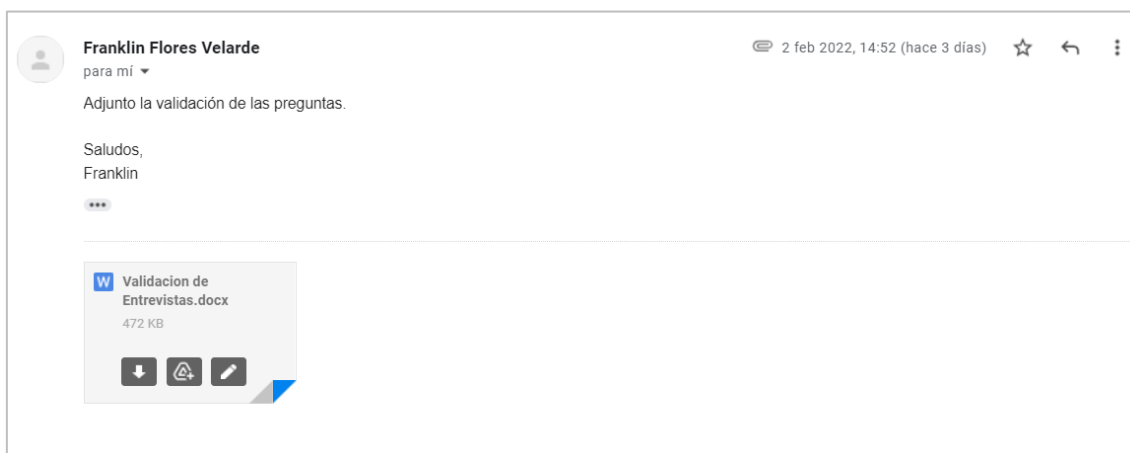 Franklin Flores Velarde
2 feb 2022, 14:52 (hace 3 días)
para mí
Adjunto la validación de las preguntas.
Saludos,
Franklin
W
Validacion de
Entrevistas.docx
472 KB